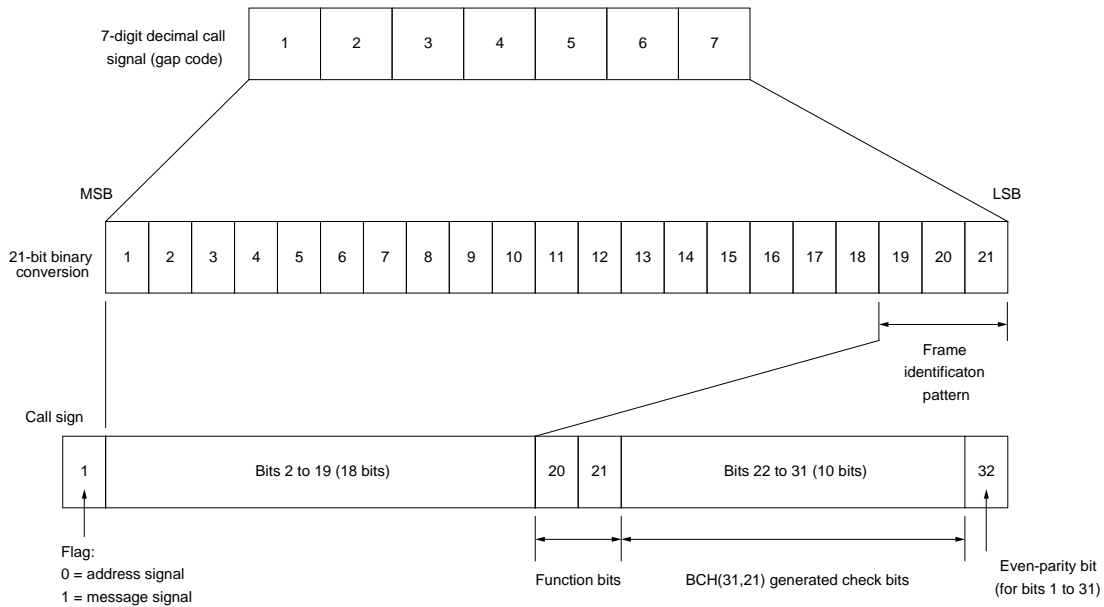 7-digit decimal call
signal (gap code)
1 2 3 4 5 6 7
MSB
LSB
21-bit binary
conversion
1 2 3 4 5 6 7 8 9 10 11 12 13 14 15 16 17 18 19 20 21
Frame
identificaton
pattern
Call sign
1 Bits 2 to 19 (18 bits) 20 21 Bits 22 to 31 (10 bits) 32
Flag:
0 = address signal
1 = message signal
Function bits
BCH(31,21) generated check bits
Even-parity bit
(for bits 1 to 31)